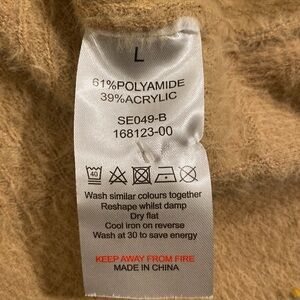 L
61%POLYAMIDE
39%ACRYLIC
SE049-B
168123-00
40
Wash similar colours together
Reshape whilst damp
Dry flat
Cool iron on reverse
Wash at 30 to save energy
KEEP AWAY FROM FIRE
MADE IN CHINA